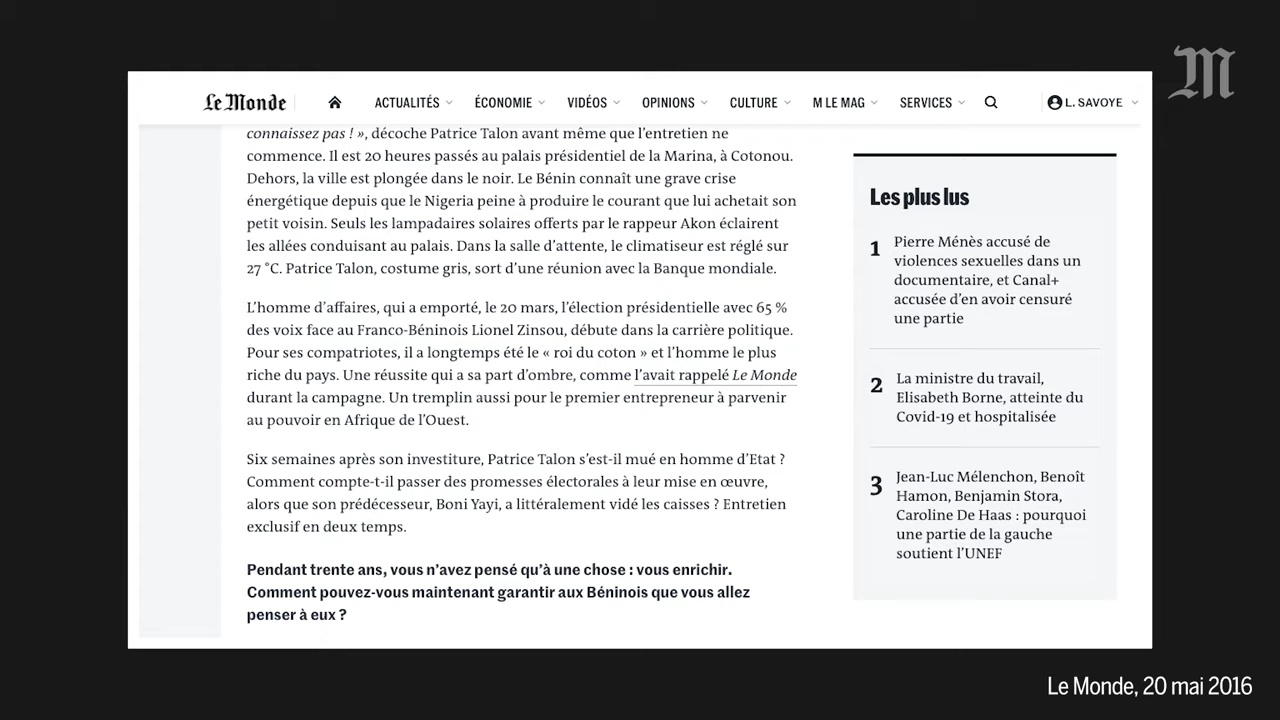 M
Le Monde
ACTUALITÉS
ÉCONOMIE
VIDÉOS
OPINIONS
CULTURE
M LE MAG
SERVICES
L. SAVOYE
connaissez pas ! », décoche Patrice Talon avant même que l’entretien ne
commence. Il est 20 heures passés au palais présidentiel de la Marina, à Cotonou.
Dehors, la ville est plongée dans le noir. Le Bénin connaît une grave crise
énergétique depuis que le Nigeria peine à produire le courant que lui achetait son
petit voisin. Seuls les lampadaires solaires offerts par le rappeur Akon éclairent
les allées conduisant au palais. Dans la salle d’attente, le climatiseur est réglé sur
27 °C. Patrice Talon, costume gris, sort d’une réunion avec la Banque mondiale.
L’homme d’affaires, qui a emporté, le 20 mars, l’élection présidentielle avec 65 %
des voix face au Franco-Béninois Lionel Zinsou, débute dans la carrière politique.
Pour ses compatriotes, il a longtemps été le « roi du coton » et l’homme le plus
riche du pays. Une réussite qui a sa part d’ombre, comme l’avait rappelé Le Monde
durant la campagne. Un tremplin aussi pour le premier entrepreneur à parvenir
au pouvoir en Afrique de l’Ouest.
Six semaines après son investiture, Patrice Talon s’est-il mué en homme d’Etat ?
Comment compte-t-il passer des promesses électorales à leur mise en œuvre,
alors que son prédécesseur, Boni Yayi, a littéralement vidé les caisses ? Entretien
exclusif en deux temps.
Pendant trente ans, vous n’avez pensé qu’à une chose : vous enrichir.
Comment pouvez-vous maintenant garantir aux Béninois que vous allez
penser à eux ?
Les plus lus
1 Pierre Ménès accusé de
violences sexuelles dans un
documentaire, et Canal+
accusée d’en avoir censuré
une partie
2 La ministre du travail,
Elisabeth Borne, atteinte du
Covid-19 et hospitalisée
3 Jean-Luc Mélenchon, Benoît
Hamon, Benjamin Stora,
Caroline De Haas : pourquoi
une partie de la gauche
soutient l’UNEF
Le Monde, 20 mai 2016